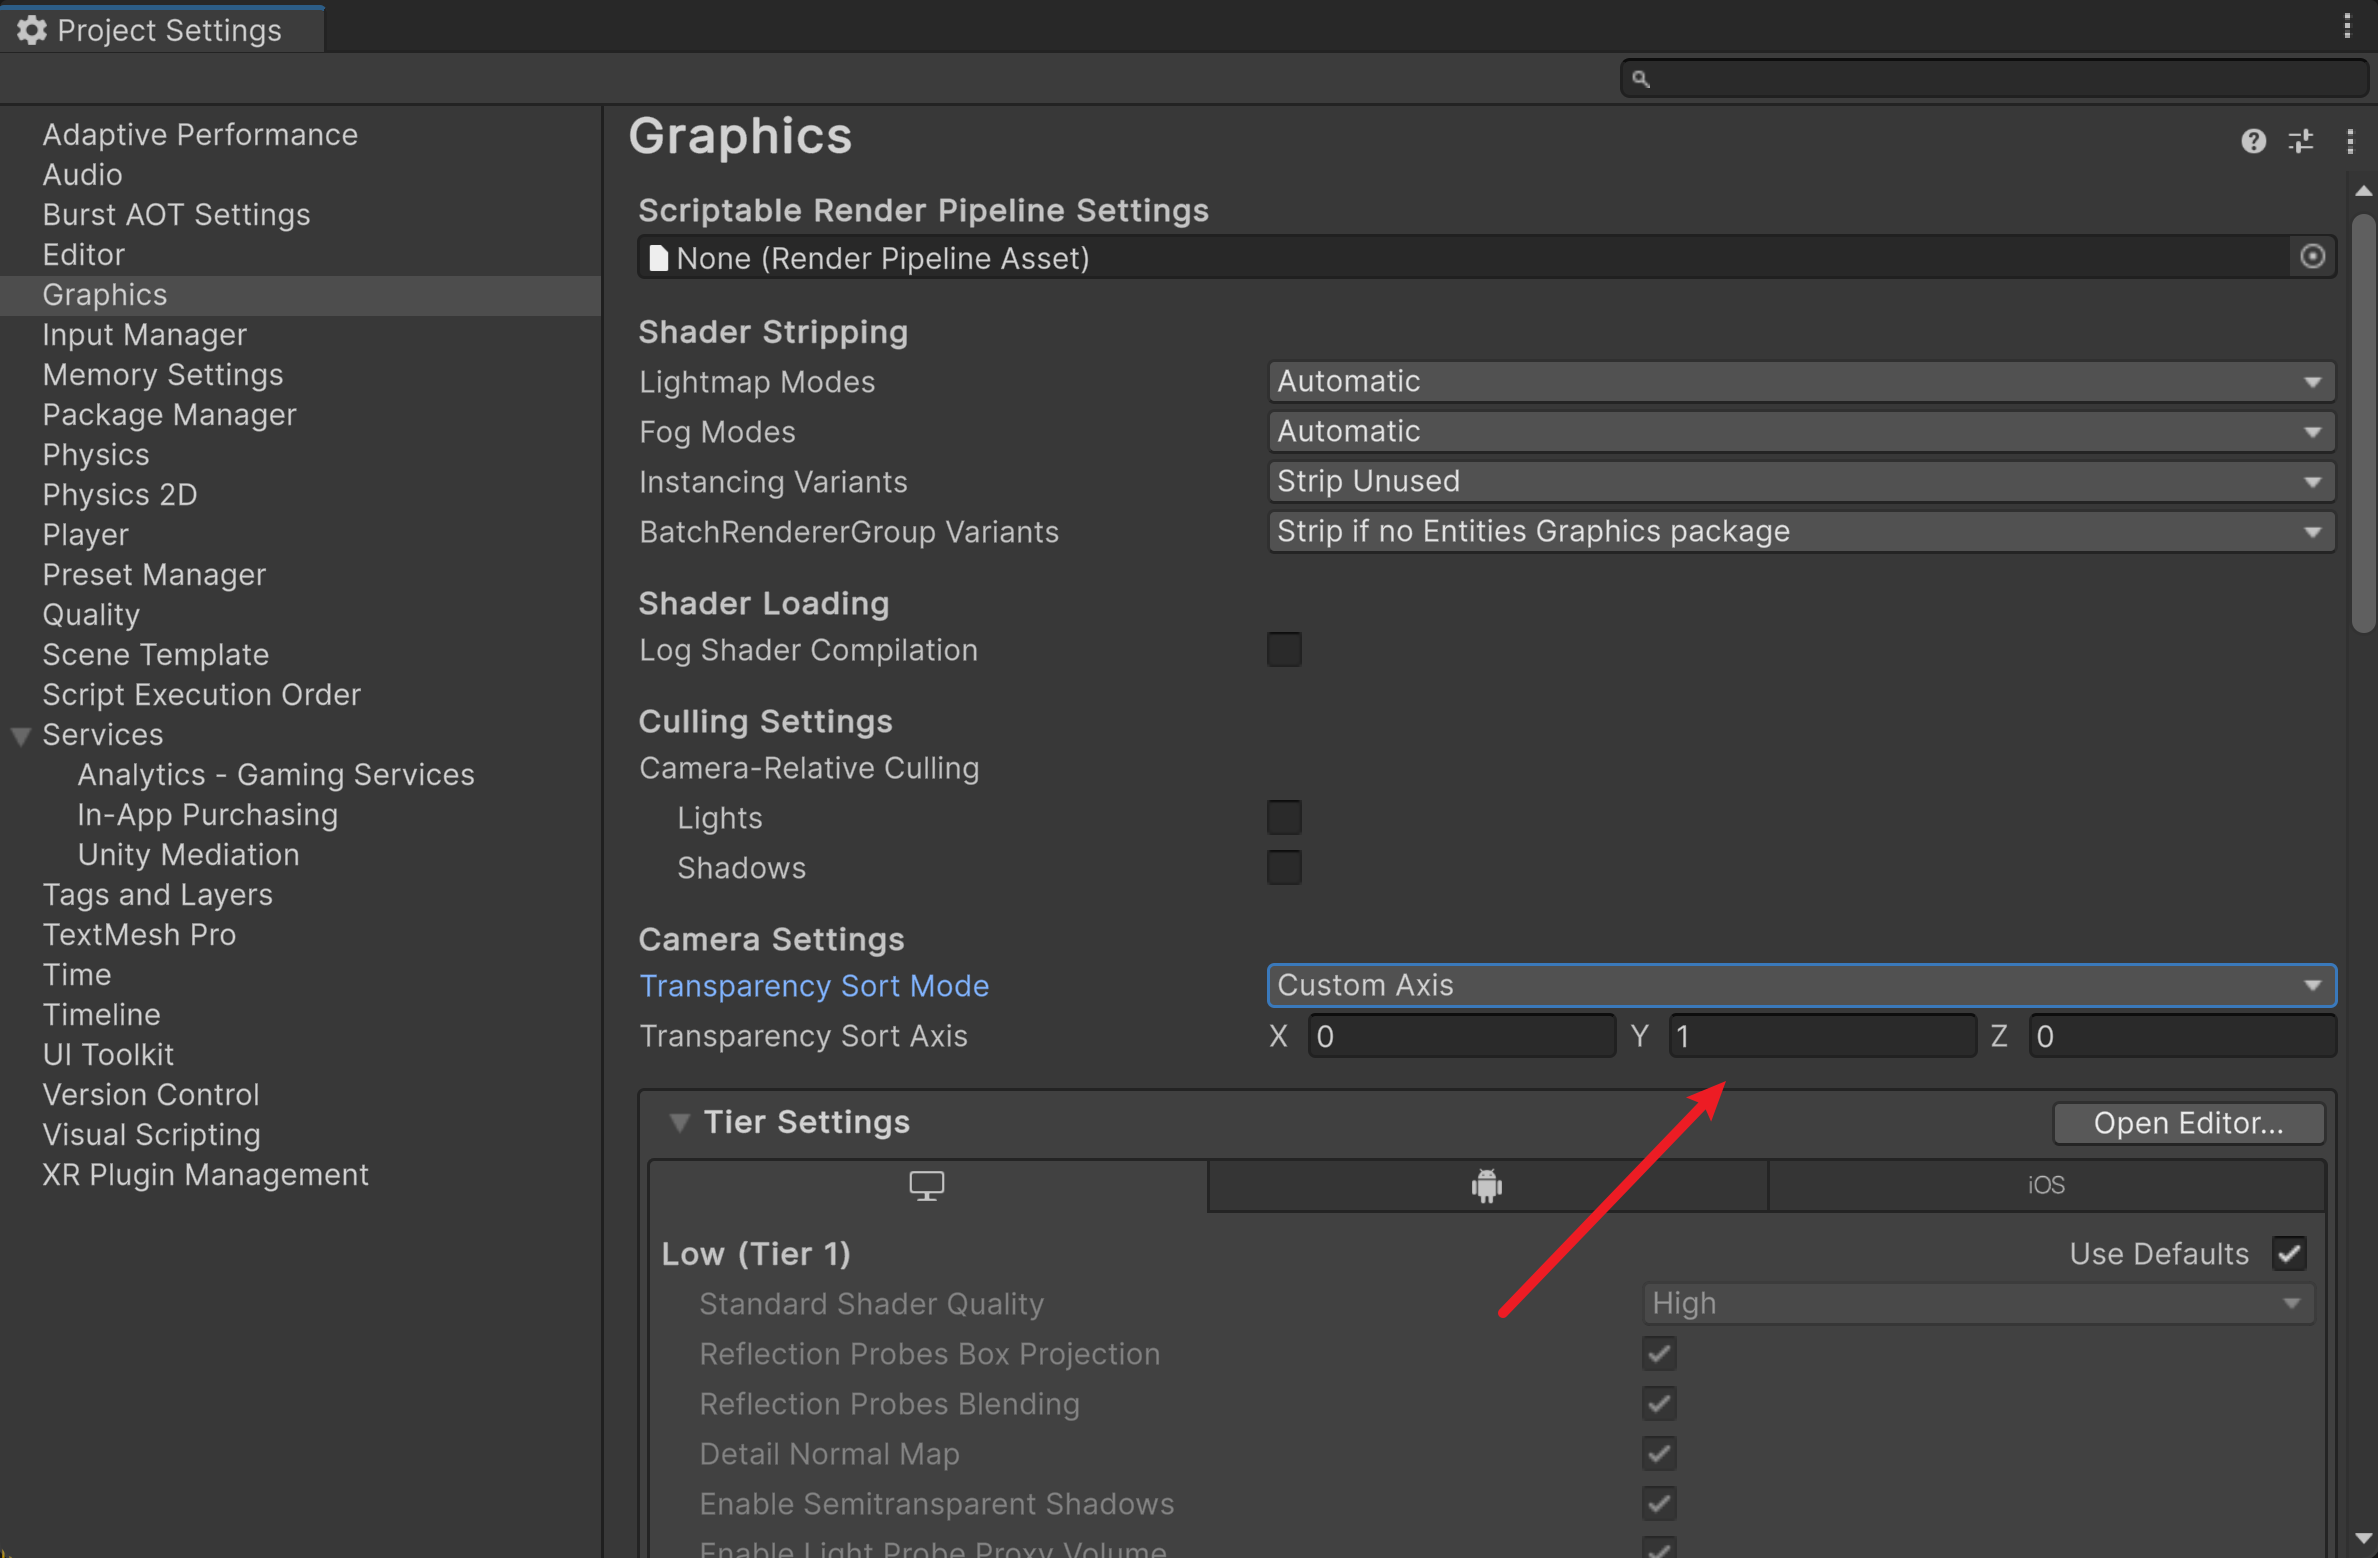 Project Settings
Adaptive Performance
Audio
Burst AOT Settings
Editor
Graphics
Input Manager
Memory Settings
Package Manager
Physics
Physics 2D
Player
Preset Manager
Quality
Scene Template
Script Execution Order
Services
Analytics - Gaming Services
In-App Purchasing
Unity Mediation
Tags and Layers
TextMesh Pro
Time
Timeline
UI Toolkit
Version Control
Visual Scripting
XR Plugin Management
Graphics
Scriptable Render Pipeline Settings
None (Render Pipeline Asset)
Shader Stripping
Lightmap Modes Automatic
Fog Modes Automatic
Instancing Variants Strip Unused
BatchRendererGroup Variants Strip if no Entities Graphics package
Shader Loading
Log Shader Compilation
Culling Settings
Camera-Relative Culling
Lights
Shadows
Camera Settings
Transparency Sort Mode Custom Axis
Transparency Sort Axis X 0 Y 1 Z 0
Tier Settings Open Editor...
iOS
Low (Tier 1) Use Defaults
Standard Shader Quality High
Reflection Probes Box Projection
Reflection Probes Blending
Detail Normal Map
Enable Semitransparent Shadows
Enable Light Probe Proxy Volume